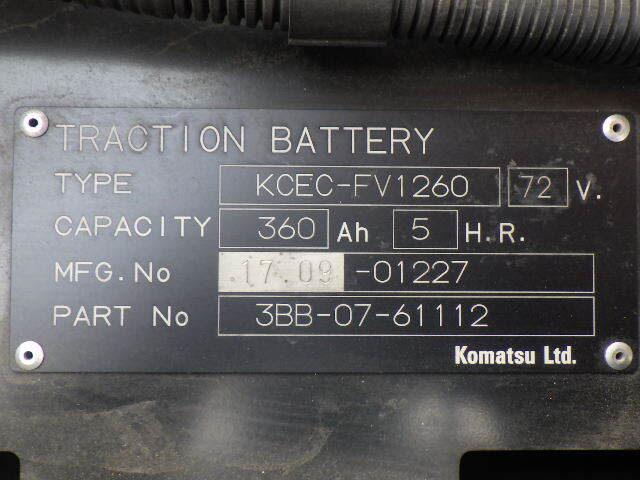 TRACTION BATTERY
TYPE KCEC-FV1260 72 V.
CAPACITY 360 Ah 5 H.R.
MFG.No 17 09 -01227
PART No 3BB-07-61112
Komatsu Ltd.